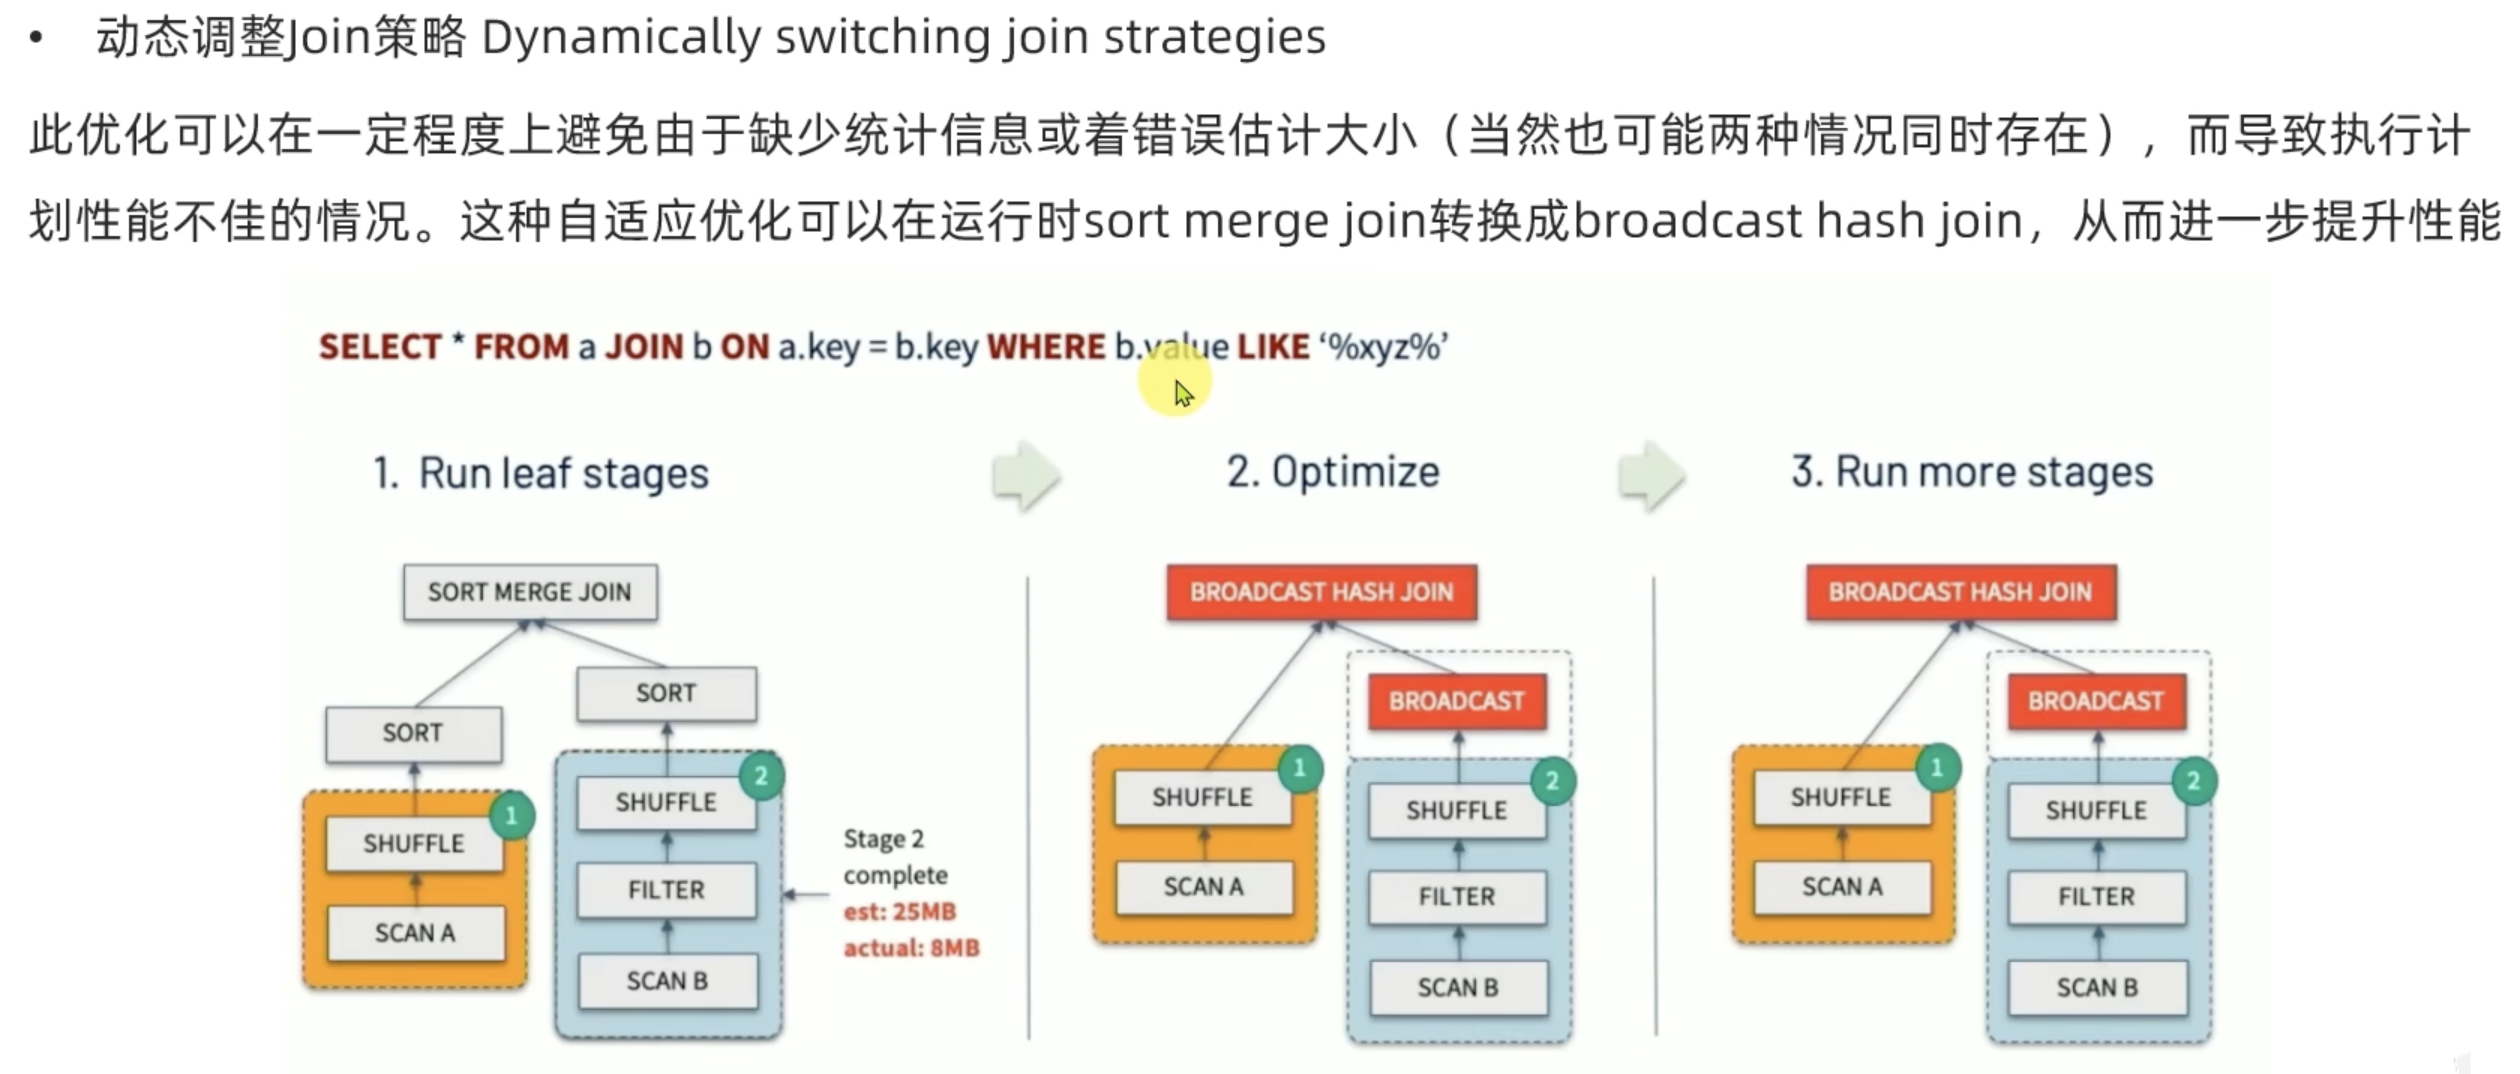 • 动态调整Join策略 Dynamically switching join strategies
此优化可以在一定程度上避免由于缺少统计信息或着错误估计大小（当然也可能两种情况同时存在），而导致执行计
划性能不佳的情况。这种自适应优化可以在运行时sort merge join转换成broadcast hash join，从而进一步提升性能
SELECT * FROM a JOIN b ON a.key = b.key WHERE b.value LIKE ‘%xyz%’
1. Run leaf stages
SORT MERGE JOIN
SORT
SORT
1
SHUFFLE
SCAN A
2
SHUFFLE
FILTER
SCAN B
Stage 2
complete
est: 25MB
actual: 8MB
2. Optimize
BROADCAST HASH JOIN
BROADCAST
1
SHUFFLE
SCAN A
2
SHUFFLE
FILTER
SCAN B
3. Run more stages
BROADCAST HASH JOIN
BROADCAST
1
SHUFFLE
SCAN A
2
SHUFFLE
FILTER
SCAN B